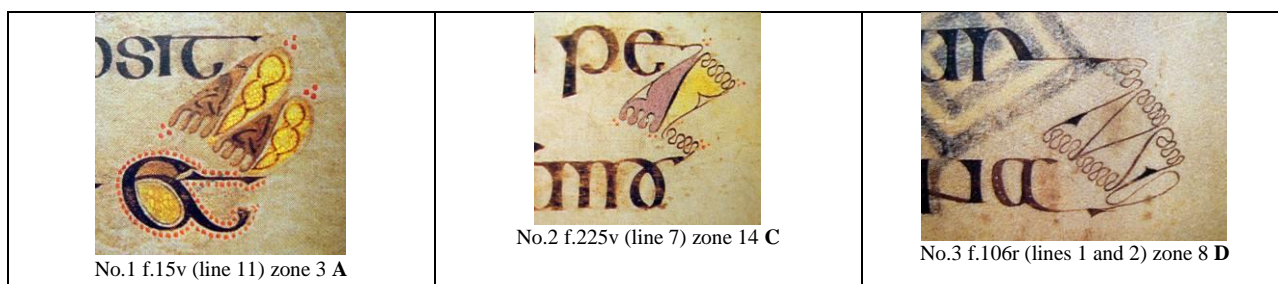 osit
pe
No.1 f.15v (line 11) zone 3 A
No.2 f.225v (line 7) zone 14 C
No.3 f.106r (lines 1 and 2) zone 8 D